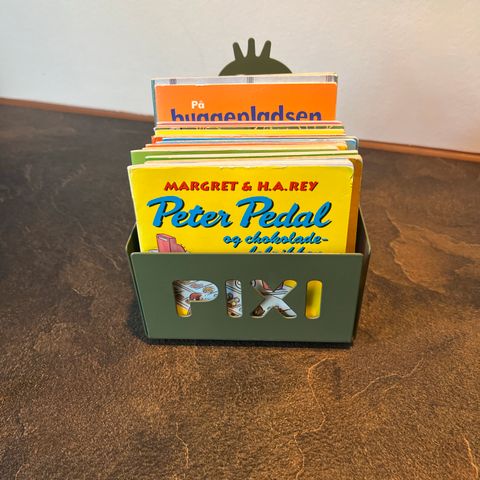 På
byggepladsen
MARGRET & H.A.REY
Peter Pedal
og chokolade-
PIXI